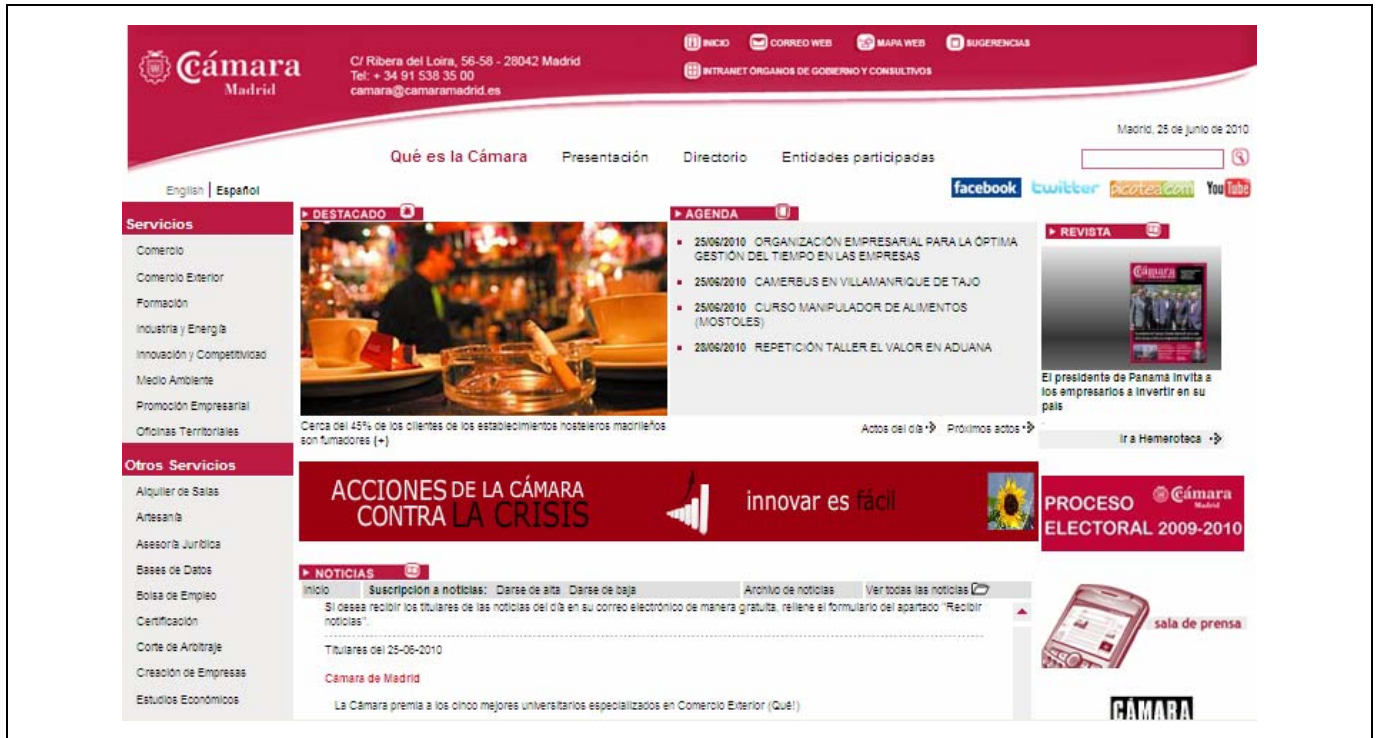 Cámara
Madrid
C/ Ribera del Loira, 56-58 - 28042 Madrid
Tel: + 34 91 538 35 00
camara@camaramadrid.es
INICIO CORREO WEB MAPA WEB SUGERENCIAS
INTRANET ÓRGANOS DE GOBIERNO Y CONSULTIVOS
Madrid, 25 de junio de 2010
Qué es la Cámara Presentación Directorio Entidades participadas
English | Español
facebook twitter picotea.com YouTube
Servicios
Comercio
Comercio Exterior
Formación
Industria y Energía
Innovación y Competitividad
Medio Ambiente
Promoción Empresarial
Oficinas Territoriales
Otros Servicios
Alquiler de Salas
Artesanía
Asesoría Jurídica
Bases de Datos
Bolsa de Empleo
Certificación
Corte de Arbitraje
Creación de Empresas
Estudios Económicos
DESTACADO
Cerca del 45% de los clientes de los establecimientos hosteleros madrileños
son fumadores (+)
AGENDA
25/06/2010 ORGANIZACIÓN EMPRESARIAL PARA LA ÓPTIMA
GESTIÓN DEL TIEMPO EN LAS EMPRESAS
25/06/2010 CAMERBUS EN VILLAMANRIQUE DE TAJO
25/06/2010 CURSO MANIPULADOR DE ALIMENTOS
(MOSTOLES)
28/06/2010 REPETICIÓN TALLER EL VALOR EN ADUANA
Actos del día Próximos actos
REVISTA
Cámara
El presidente de Panamá invita a
los empresarios a invertir en su
país
Ir a Hemeroteca
ACCIONES DE LA CÁMARA
CONTRA LA CRISIS
innovar es fácil
PROCESO Cámara
Madrid
ELECTORAL 2009-2010
NOTICIAS
Inicio Suscripción a noticias: Darse de alta Darse de baja Archivo de noticias Ver todas las noticias
Si desea recibir los titulares de las noticias del día en su correo electrónico de manera gratuita, rellene el formulario del apartado "Recibir
noticias".
Titulares del 25-06-2010
Cámara de Madrid
La Cámara premia a los cinco mejores universitarios especializados en Comercio Exterior (Qué!)
sala de prensa
CÁMARA